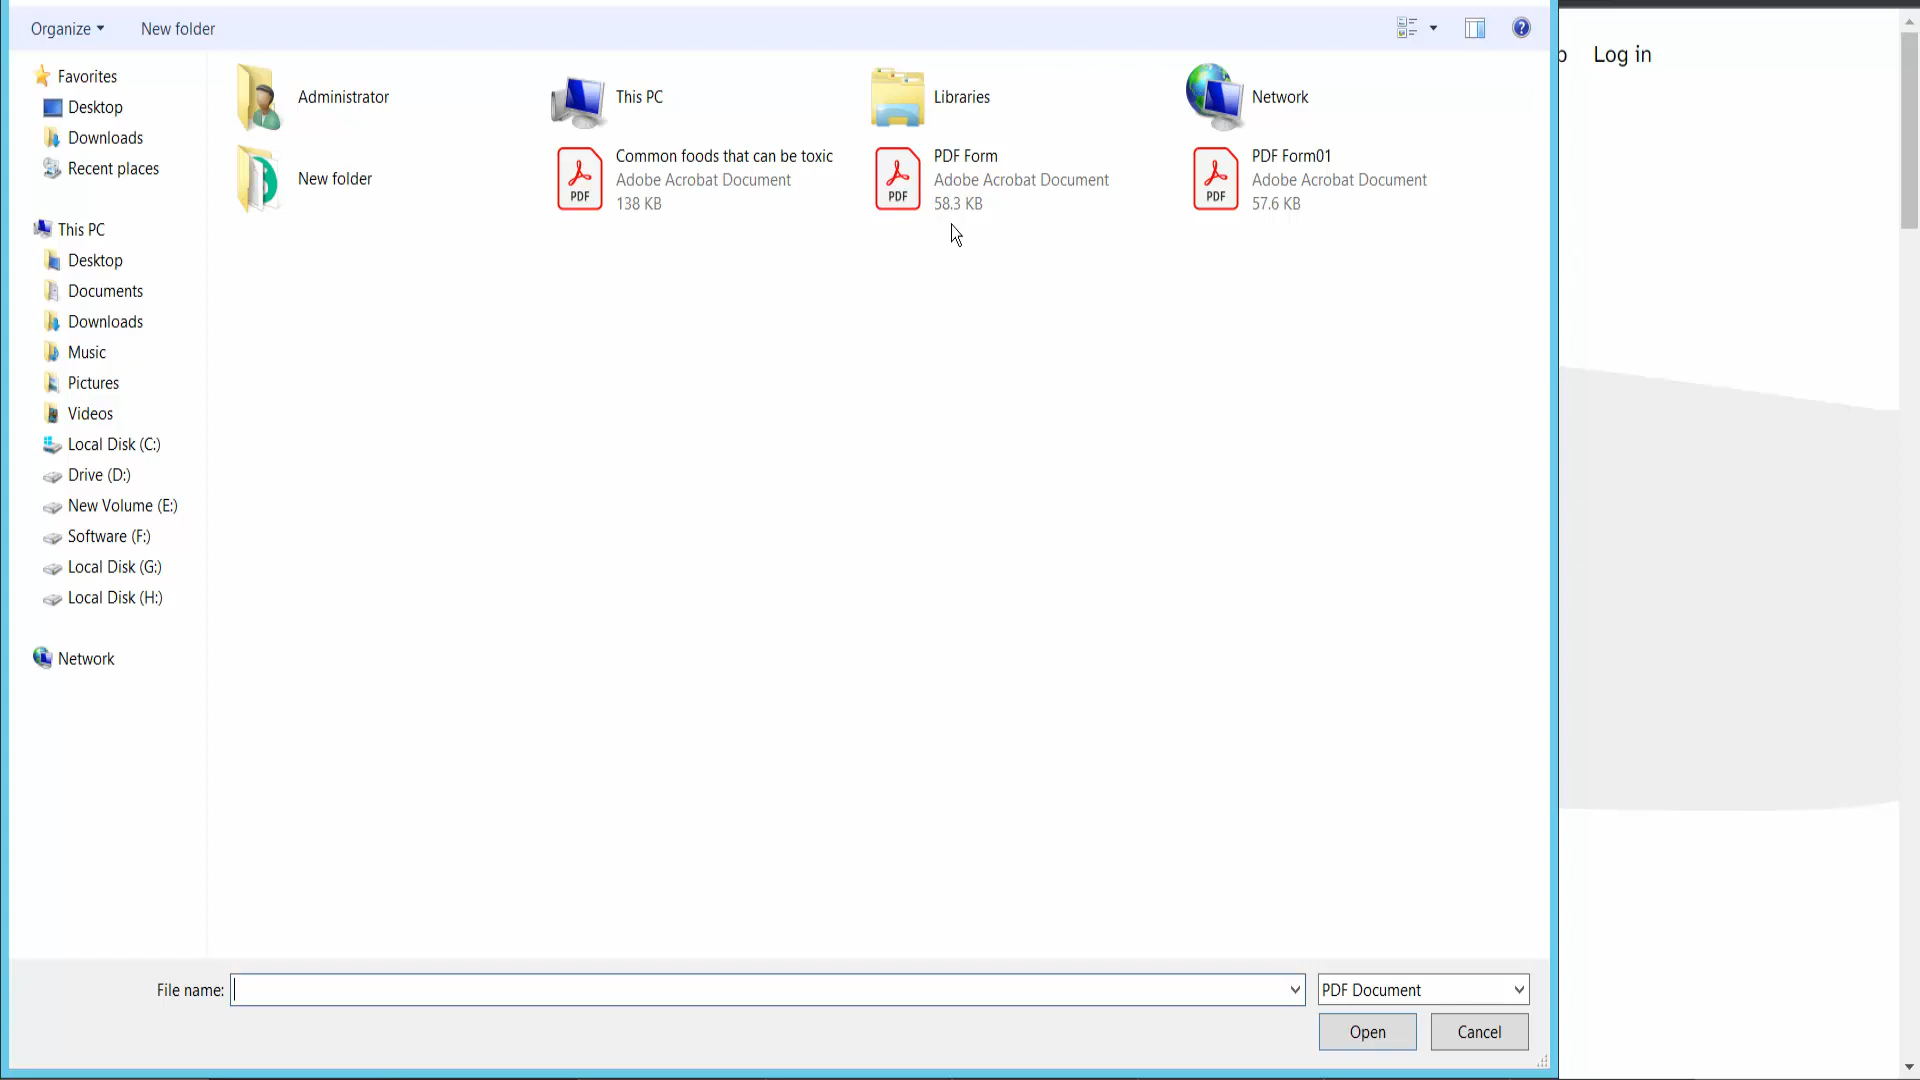 Organize
New folder
Log in
Favorites
Desktop
Downloads
Recent places
This PC
Desktop
Documents
Downloads
Music
Pictures
Videos
Local Disk (C:)
Drive (D:)
New Volume (E:)
Software (F:)
Local Disk (G:)
Local Disk (H:)
Network
Administrator
This PC
Libraries
Network
New folder
PDF
Common foods that can be toxic
Adobe Acrobat Document
138 KB
PDF
PDF Form
Adobe Acrobat Document
58.3 KB
PDF
PDF Form01
Adobe Acrobat Document
57.6 KB
File name:
PDF Document
Open
Cancel